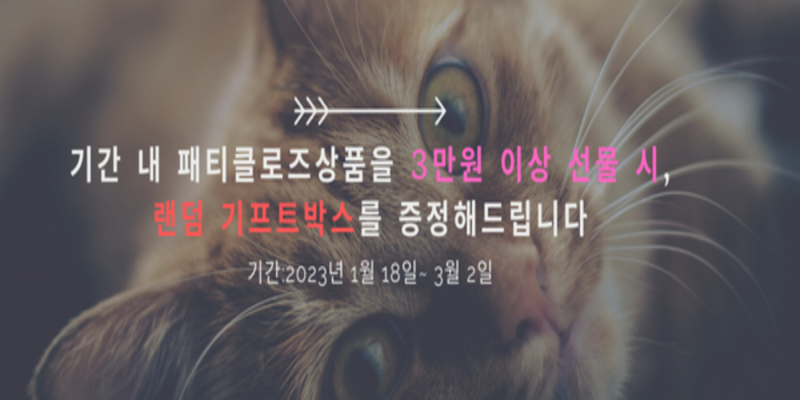 기간 내 패티클로즈상품을 3만원 이상 선물 시,
랜덤 기프트박스를 증정해드립니다
기간:2023년 1월 18일~ 3월 2일